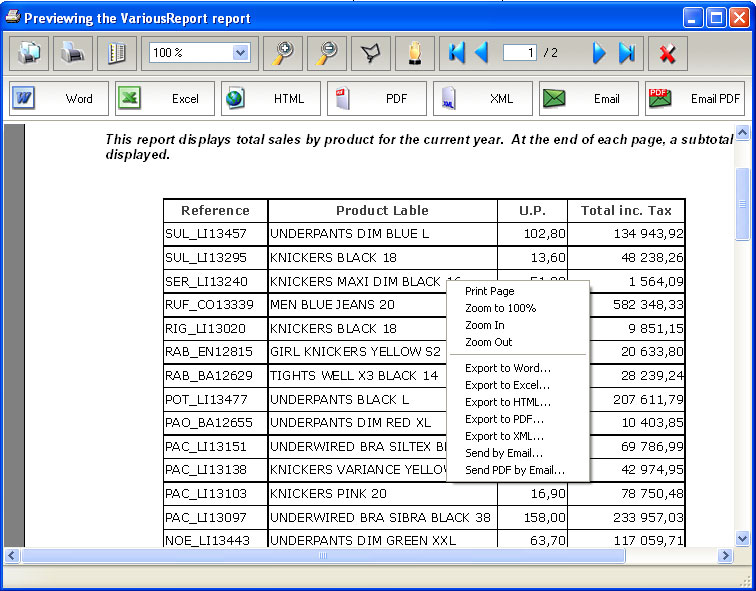 Previewing the VariousReport report
100 % 1 / 2
Word Excel HTML PDF XML Email Email PDF
This report displays total sales by product for the current year. At the end of each page, a subtotal
displayed.
Reference Product Lable U.P. Total inc. Tax
SUL_LI13457 UNDERPANTS DIM BLUE L 102,80 134 943,92
SUL_LI13295 KNICKERS BLACK 18 13,60 48 238,26
SER_LI13240 KNICKERS MAXI DIM BLACK 1 564,09
RUF_CO13339 MEN BLUE JEANS 20 582 348,33
RIG_LI13020 KNICKERS BLACK 18 9 851,15
RAB_EN12815 GIRL KNICKERS YELLOW S2 20 633,80
RAB_BA12629 TIGHTS WELL X3 BLACK 14 28 239,24
POT_LI13477 UNDERPANTS BLACK L 207 611,79
PAO_BA12655 UNDERPANTS DIM RED XL 10 403,85
PAC_LI13151 UNDERWIRED BRA SILTEX 69 786,99
PAC_LI13138 KNICKERS VARIANCE 42 974,95
PAC_LI13103 KNICKERS PINK 20 16,90 78 750,48
PAC_LI13097 UNDERWIRED BRA SIBRA BLACK 38 158,00 233 957,03
NOE_LI13443 UNDERPANTS DIM GREEN XXL 63,70 117 059,71
Print Page
Zoom to 100%
Zoom In
Zoom Out
Export to Word...
Export to Excel...
Export to HTML...
Export to PDF...
Export to XML...
Send by Email...
Send PDF by Email...